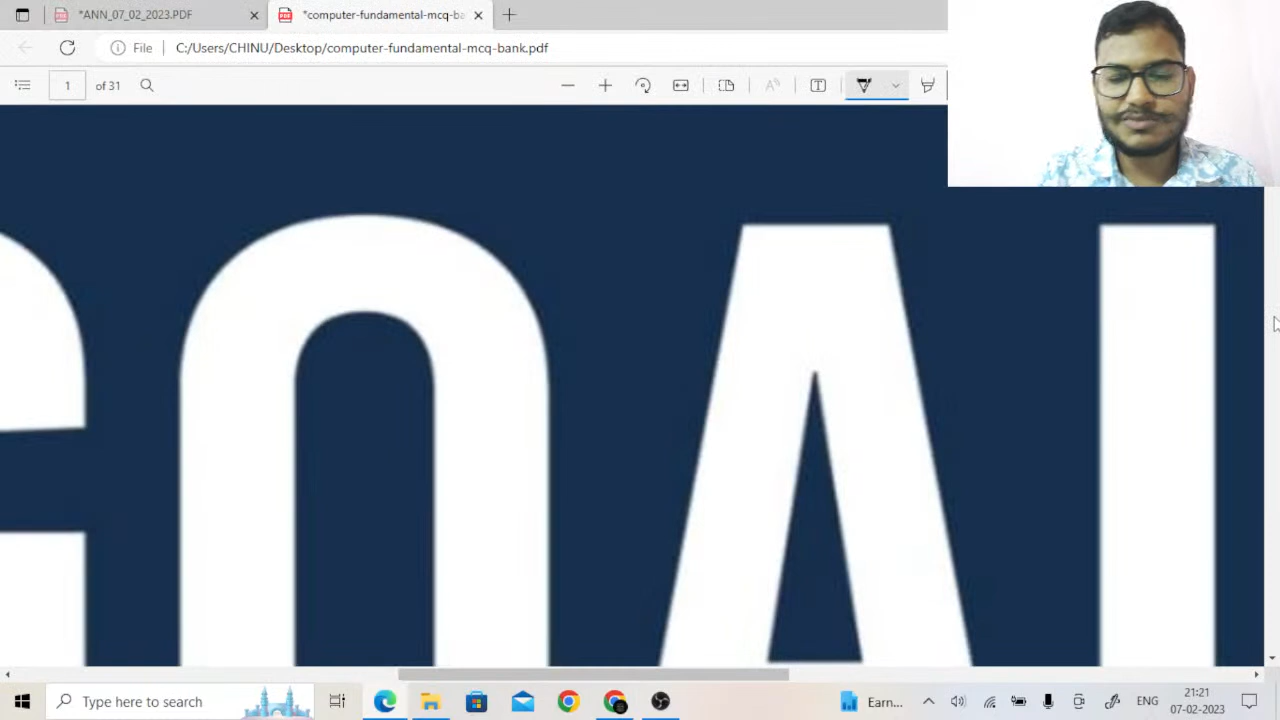 *ANN_07_02_2023.PDF
*computer-fundamental-mcq-ba
File
C:/Users/CHINU/Desktop/computer-fundamental-mcq-bank.pdf
1 of 31
GOAL
Type here to search
Earn...
ENG
21:21
07-02-2023